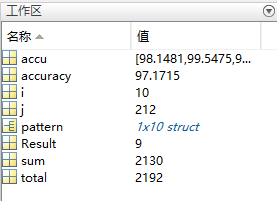 工作区
名称 值
accu [98.1481,99.5475,9...
accuracy 97.1715
i 10
j 212
pattern 1x10 struct
Result 9
sum 2130
total 2192